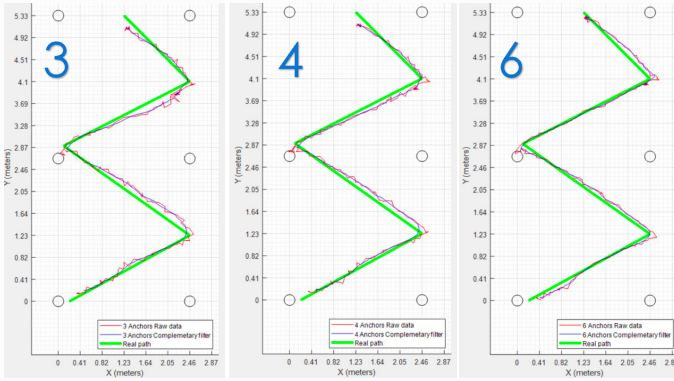 3
5.33
4.92
4.51
4.1
3.69
3.28
2.87
2.46
2.05
1.64
1.23
0.82
0.41
0
Y (meters)
3 Anchors Raw data
3 Anchors Complemetary filter
Real path
0 0.41 0.82 1.23 1.64 2.05 2.46 2.87
X (meters)
4
5.33
4.92
4.51
4.1
3.69
3.28
2.87
2.46
2.05
1.64
1.23
0.82
0.41
0
Y (meters)
4 Anchors Raw data
4 Anchors Complemetary filter
Real path
0 0.41 0.82 1.23 1.64 2.05 2.46 2.87
X (meters)
6
5.33
4.92
4.51
4.1
3.69
3.28
2.87
2.46
2.05
1.64
1.23
0.82
0.41
0
Y (meters)
6 Anchors Raw data
6 Anchors Complemetary filter
Real path
0 0.41 0.82 1.23 1.64 2.05 2.46 2.87
X (meters)